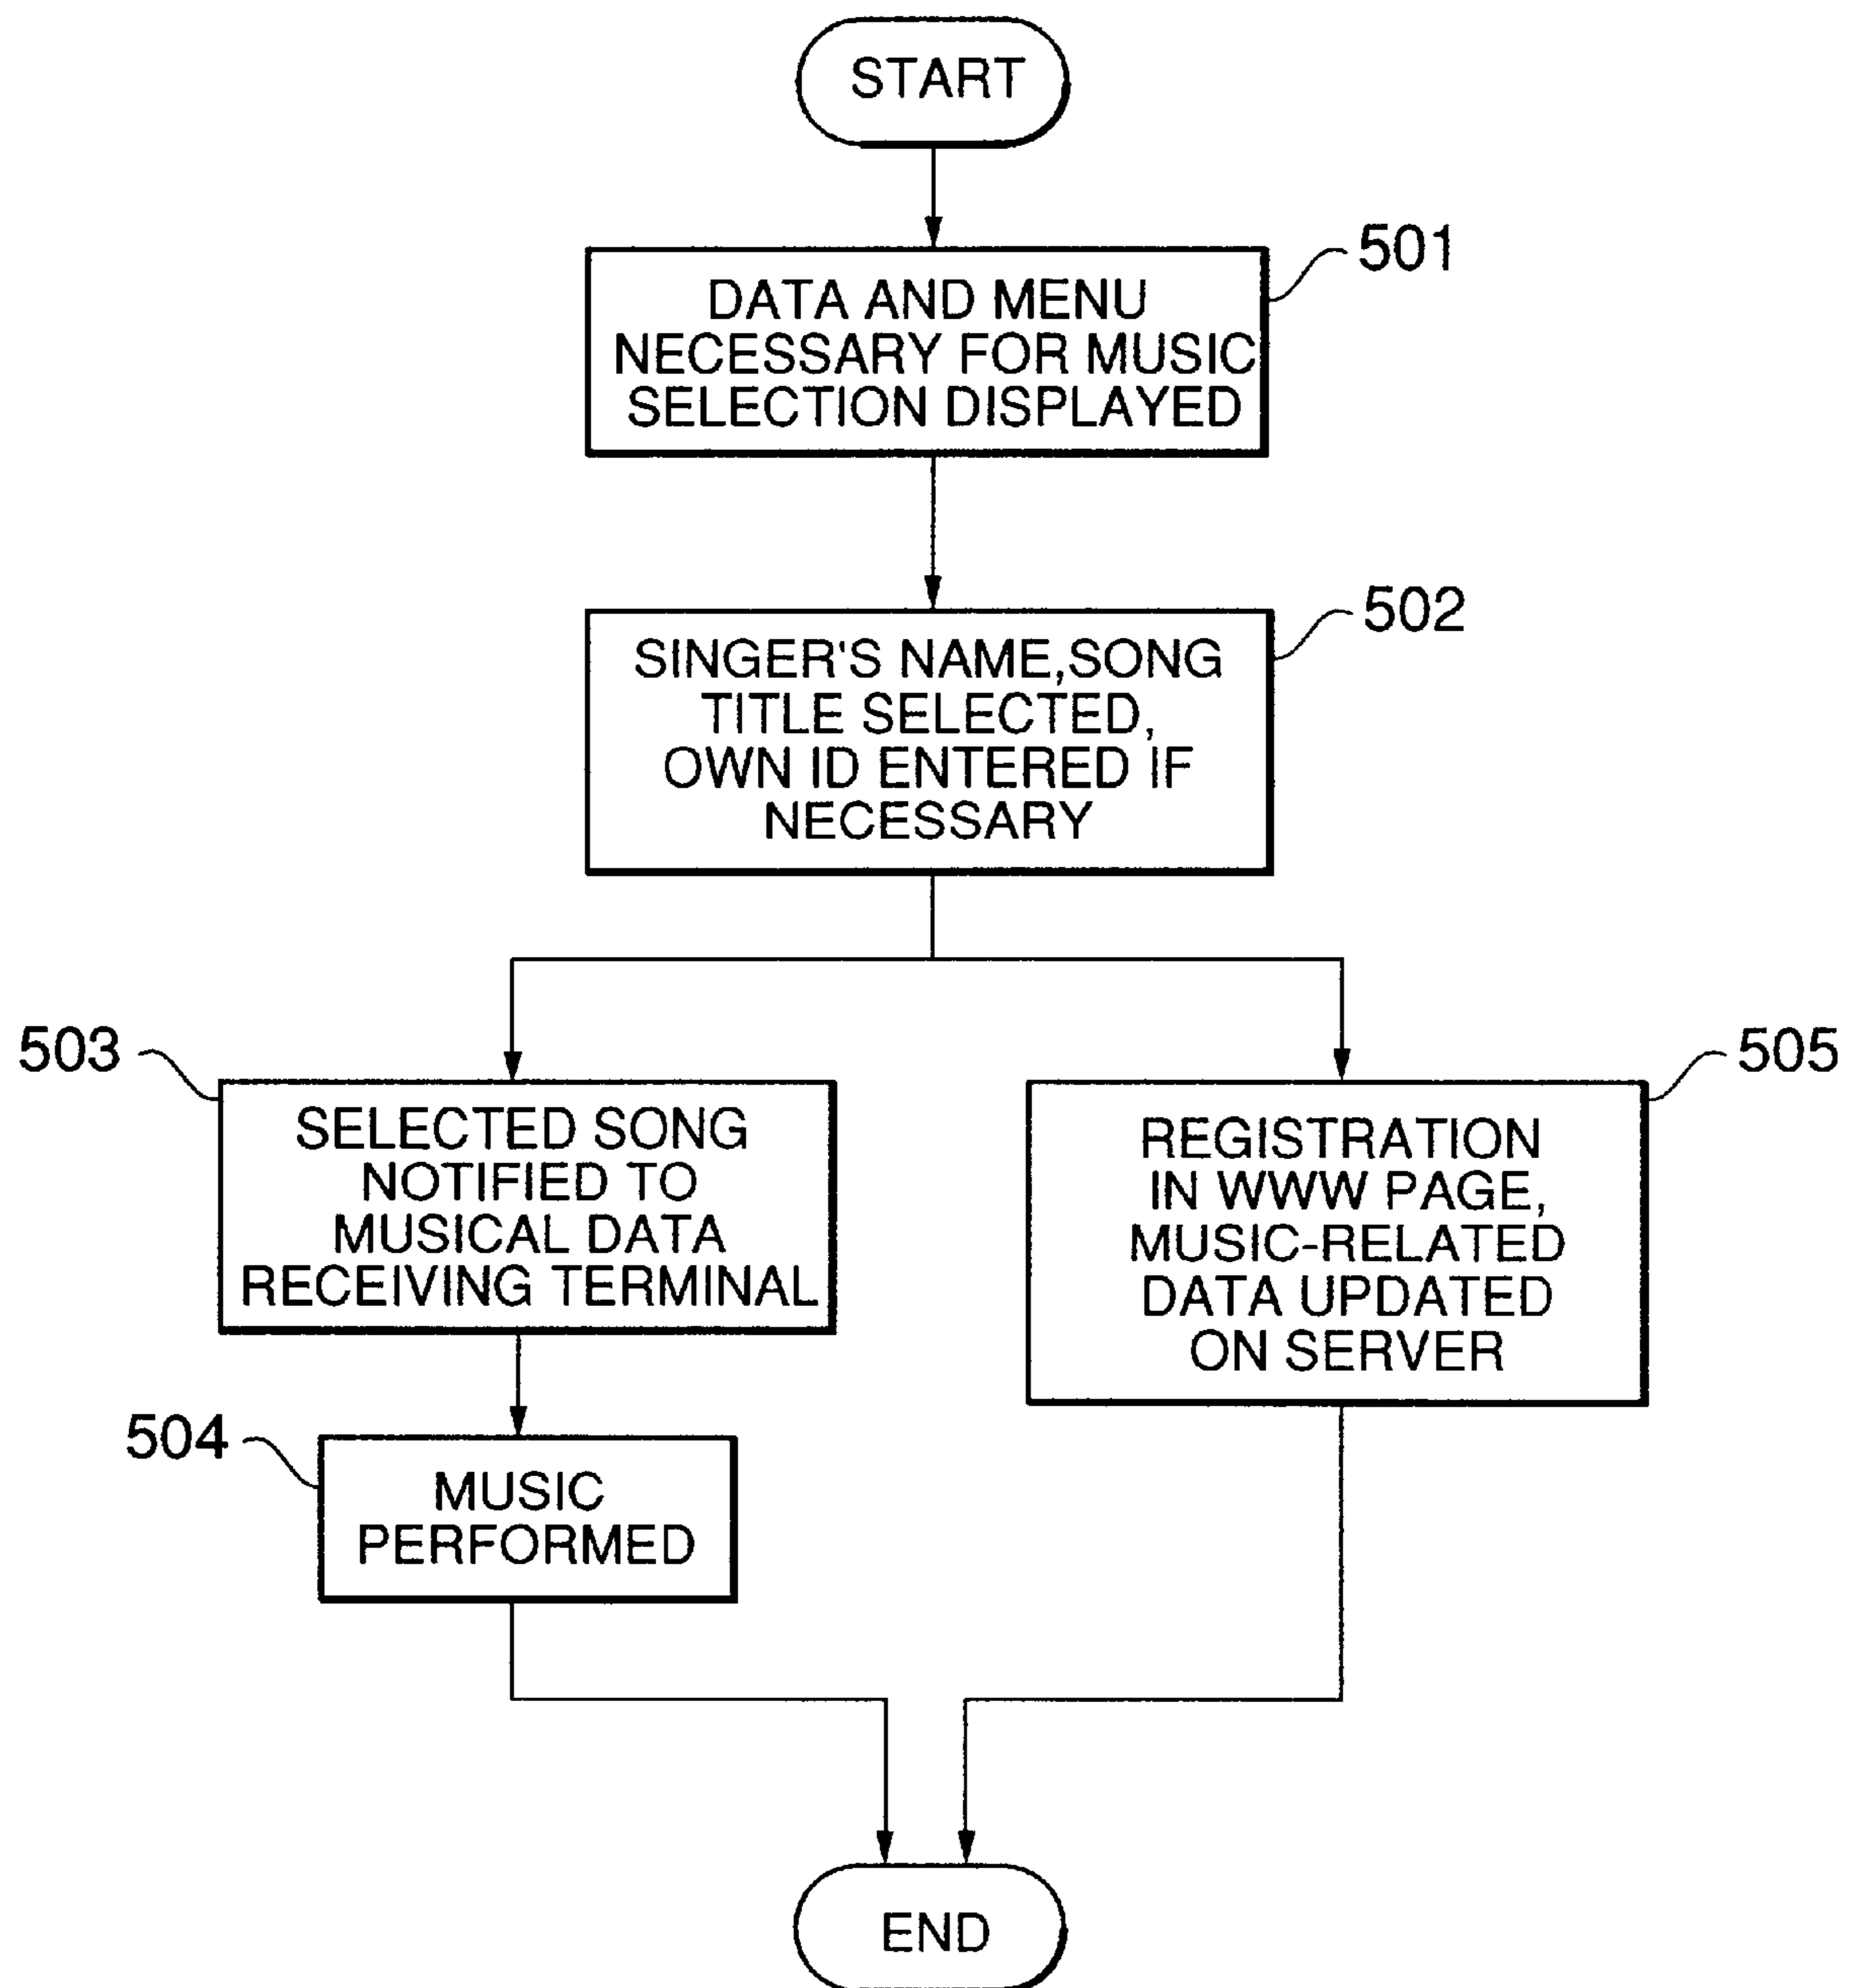 START
501
DATA AND MENU
NECESSARY FOR MUSIC
SELECTION DISPLAYED
502
SINGER'S NAME,SONG
TITLE SELECTED,
OWN ID ENTERED IF
NECESSARY
503
SELECTED SONG
NOTIFIED TO
MUSICAL DATA
RECEIVING TERMINAL
505
REGISTRATION
IN WWW PAGE,
MUSIC-RELATED
DATA UPDATED
ON SERVER
504
MUSIC
PERFORMED
END